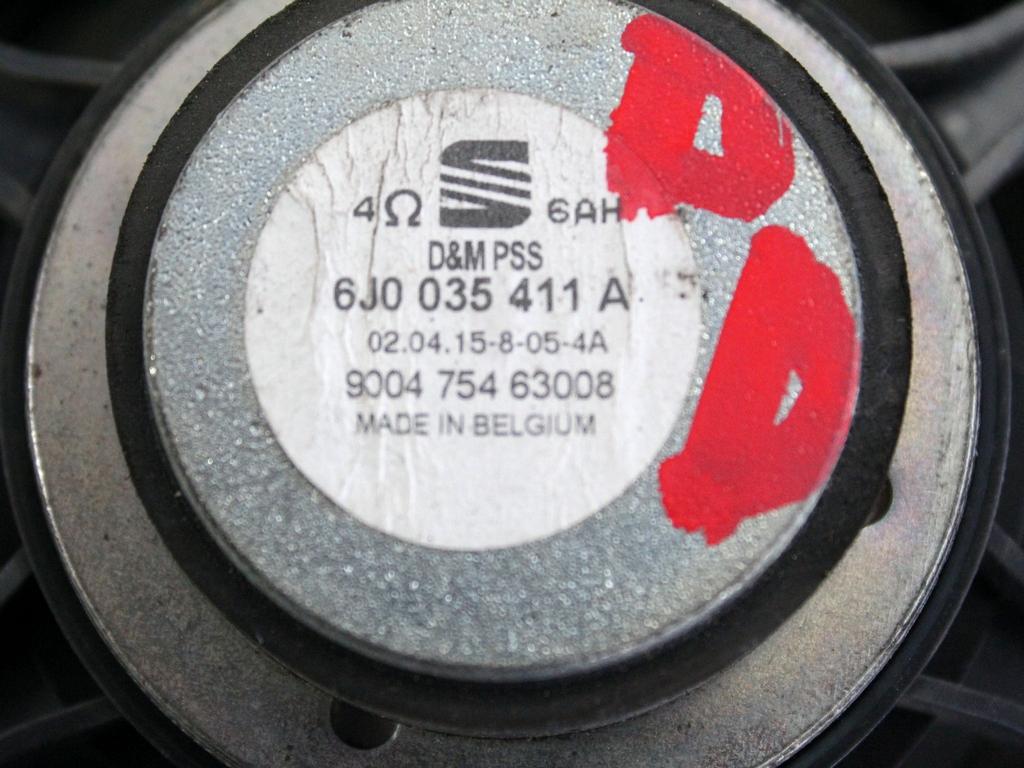 4Ω 6AH
D&M PSS
6J0 035 411 A
02.04.15-8-05-4A
9004 754 63008
MADE IN BELGIUM